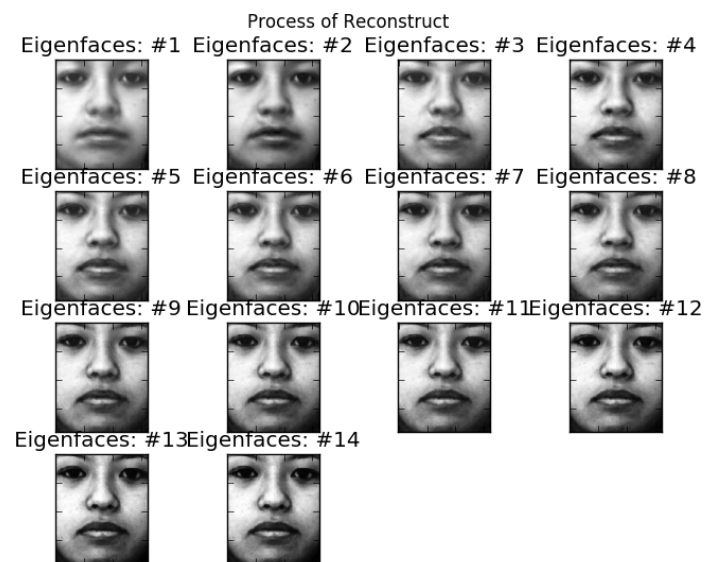 Process of Reconstruct
Eigenfaces: #1 Eigenfaces: #2 Eigenfaces: #3 Eigenfaces: #4
Eigenfaces: #5 Eigenfaces: #6 Eigenfaces: #7 Eigenfaces: #8
Eigenfaces: #9 Eigenfaces: #10 Eigenfaces: #11 Eigenfaces: #12
Eigenfaces: #13 Eigenfaces: #14